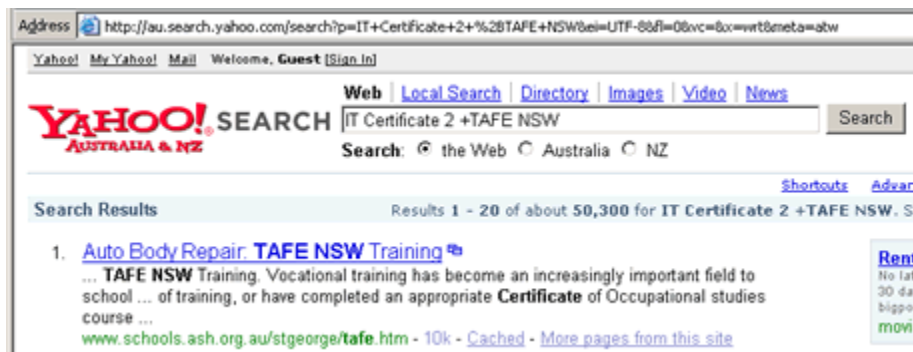 Address http://au.search.yahoo.com/search?p=IT+Certificate+2+%2BTAFE+NSW&ei=UTF-8&fl=0&vc=&x=wrt&meta=atw
Yahoo! My Yahoo! Mail Welcome, Guest [Sign In]
Web Local Search Directory Images Video News
YAHOO! SEARCH IT Certificate 2 +TAFE NSW Search
AUSTRALIA & NZ
Search: the Web Australia NZ
Shortcuts
Search Results Results 1 - 20 of about 50,300 for IT Certificate 2 +TAFE NSW. S
1. Auto Body Repair: TAFE NSW Training
... TAFE NSW Training. Vocational training has become an increasingly important field to
school ... of training, or have completed an appropriate Certificate of Occupational studies
course ...
www.schools.ash.org.au/stgeorge/tafe.htm - 10k - Cached - More pages from this site
Rent
No lat
30 da
bigpo
movi